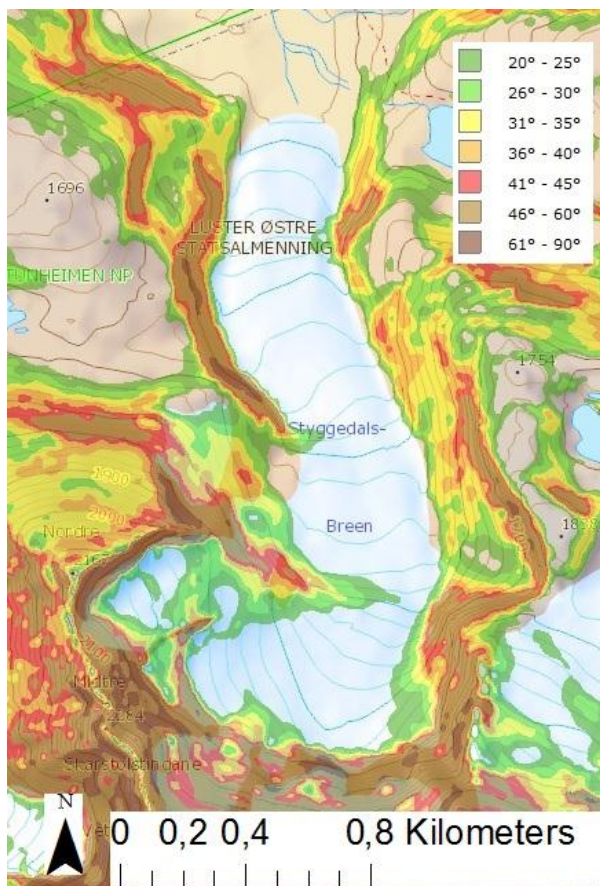 20° - 25°
26° - 30°
31° - 35°
36° - 40°
41° - 45°
46° - 60°
61° - 90°
1696
LUSTER ØSTRE
STATSALMENNING
TUNHEIMEN NP
1754
Styggedals-
1900
2000
Breen
Nordre
2100
Midtre
Skarstølstindane
N
0 0,2 0,4 0,8 Kilometers